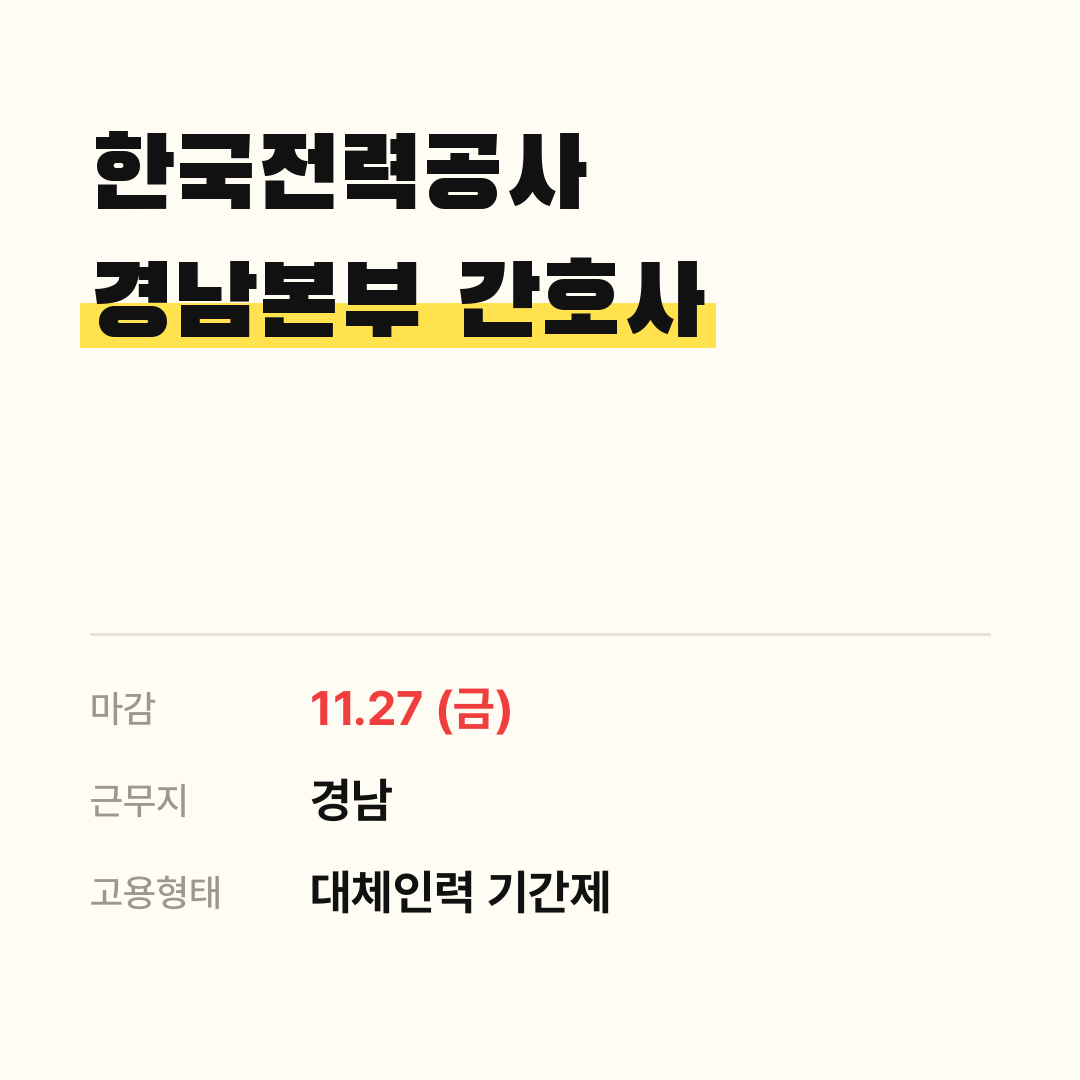 한국전력공사
경남본부 간호사
마감 11.27 (금)
근무지 경남
고용형태 대체인력 기간제